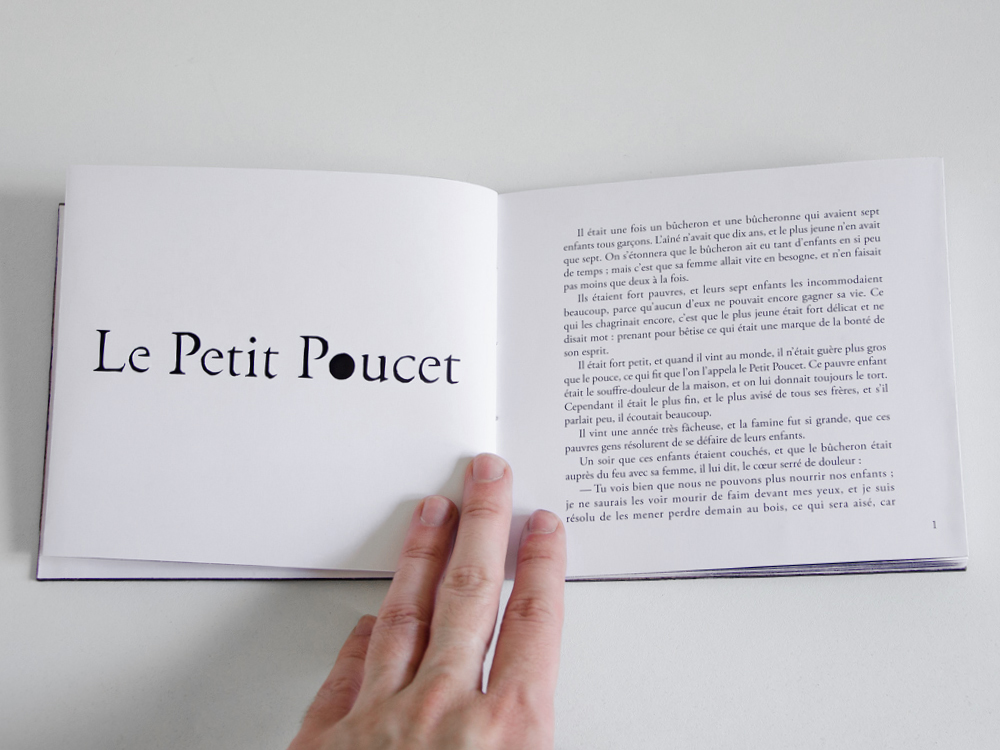 Le Petit Poucet
Il était une fois un bûcheron et une bûcheronne qui avaient sept
enfants tous garçons. L'aîné n'avait que dix ans, et le plus jeune n'en avait
que sept. On s'étonnera que le bûcheron ait eu tant d'enfants en si peu
de temps ; mais c'est que sa femme allait vite en besogne, et n'en faisait
pas moins que deux à la fois.
Ils étaient fort pauvres, et leurs sept enfants les incommodaient
beaucoup, parce qu'aucun d'eux ne pouvait encore gagner sa vie. Ce
qui les chagrinait encore, c'est que le plus jeune était fort délicat et ne
disait mot : prenant pour bêtise ce qui était une marque de la bonté de
son esprit.
Il était fort petit, et quand il vint au monde, il n'était guère plus gros
que le pouce, ce qui fit que l'on l'appela le Petit Poucet. Ce pauvre enfant
était le souffre-douleur de la maison, et on lui donnait toujours le tort.
Cependant il était le plus fin, et le plus avisé de tous ses frères, et s'il
parlait peu, il écoutait beaucoup.
Il vint une année très fâcheuse, et la famine fut si grande, que ces
pauvres gens résolurent de se défaire de leurs enfants.
Un soir que ces enfants étaient couchés, et que le bûcheron était
auprès du feu avec sa femme, il lui dit, le cœur serré de douleur :
— Tu vois bien que nous ne pouvons plus nourrir nos enfants ;
je ne saurais les voir mourir de faim devant mes yeux, et je suis
résolu de les mener perdre demain au bois, ce qui sera aisé, car
1